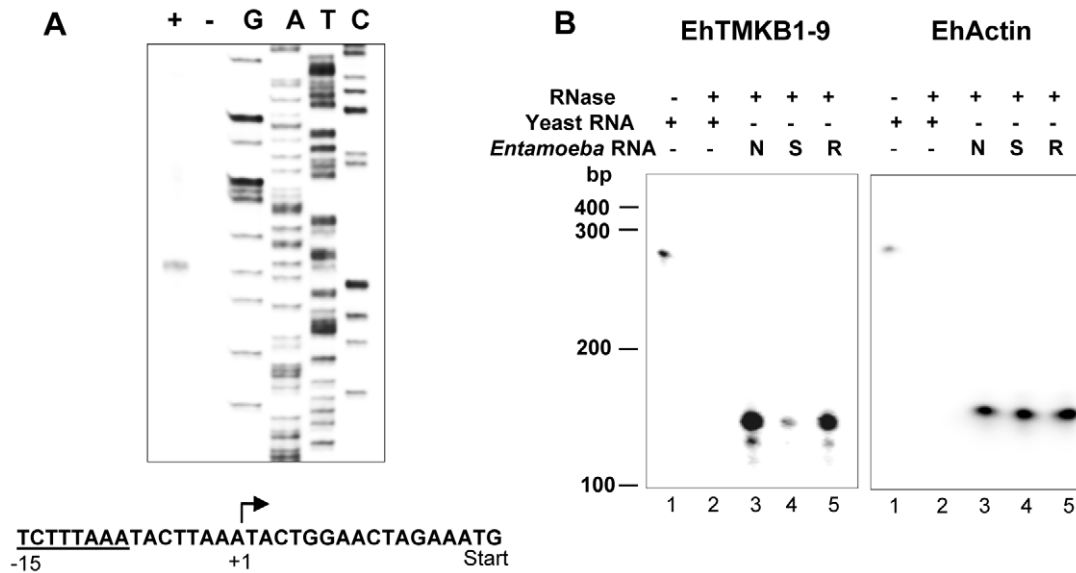 A
+ - G A T C
TCTTTAAATACTTAAATACTGGAACTAGAAATG
-15 +1 Start
B
EhTMKB1-9 EhActin
RNase - + + + + - + + + +
Yeast RNA + + - - - + + - - -
Entamoeba RNA - - N S R - - N S R
bp
400
300
200
100
1 2 3 4 5 1 2 3 4 5